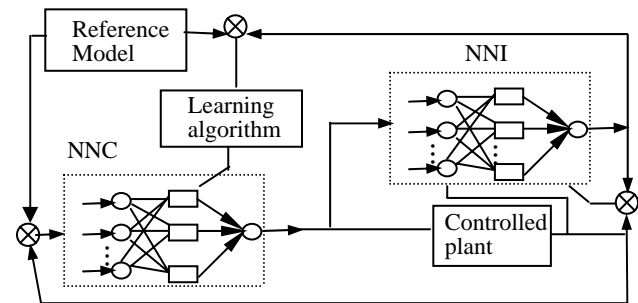 Reference
Model
NNI
Learning
algorithm
NNC
Controlled
plant